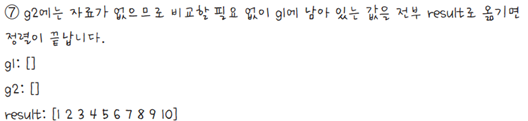 ⑦ g2에는 자료가 없으므로 비교할 필요 없이 g1에 남아 있는 값을 전부 result로 옮기면
정렬이 끝납니다.
g1: []
g2: []
result: [1 2 3 4 5 6 7 8 9 10]